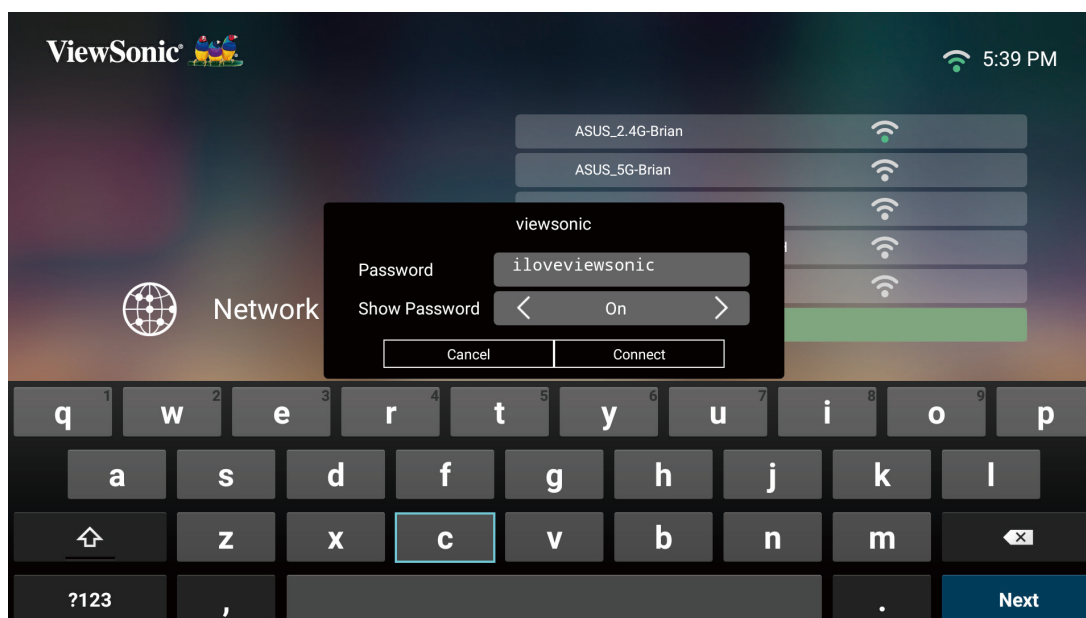 ViewSonic®
5:39 PM
ASUS_2.4G-Brian
ASUS_5G-Brian
viewsonic
Password iloveviewsonic
Show Password On
Cancel Connect
Network
q 1 w 2 e 3 r 4 t 5 y 6 u 7 i 8 o 9 p
a s d f g h j k l
z x c v b n m
?123 , . Next